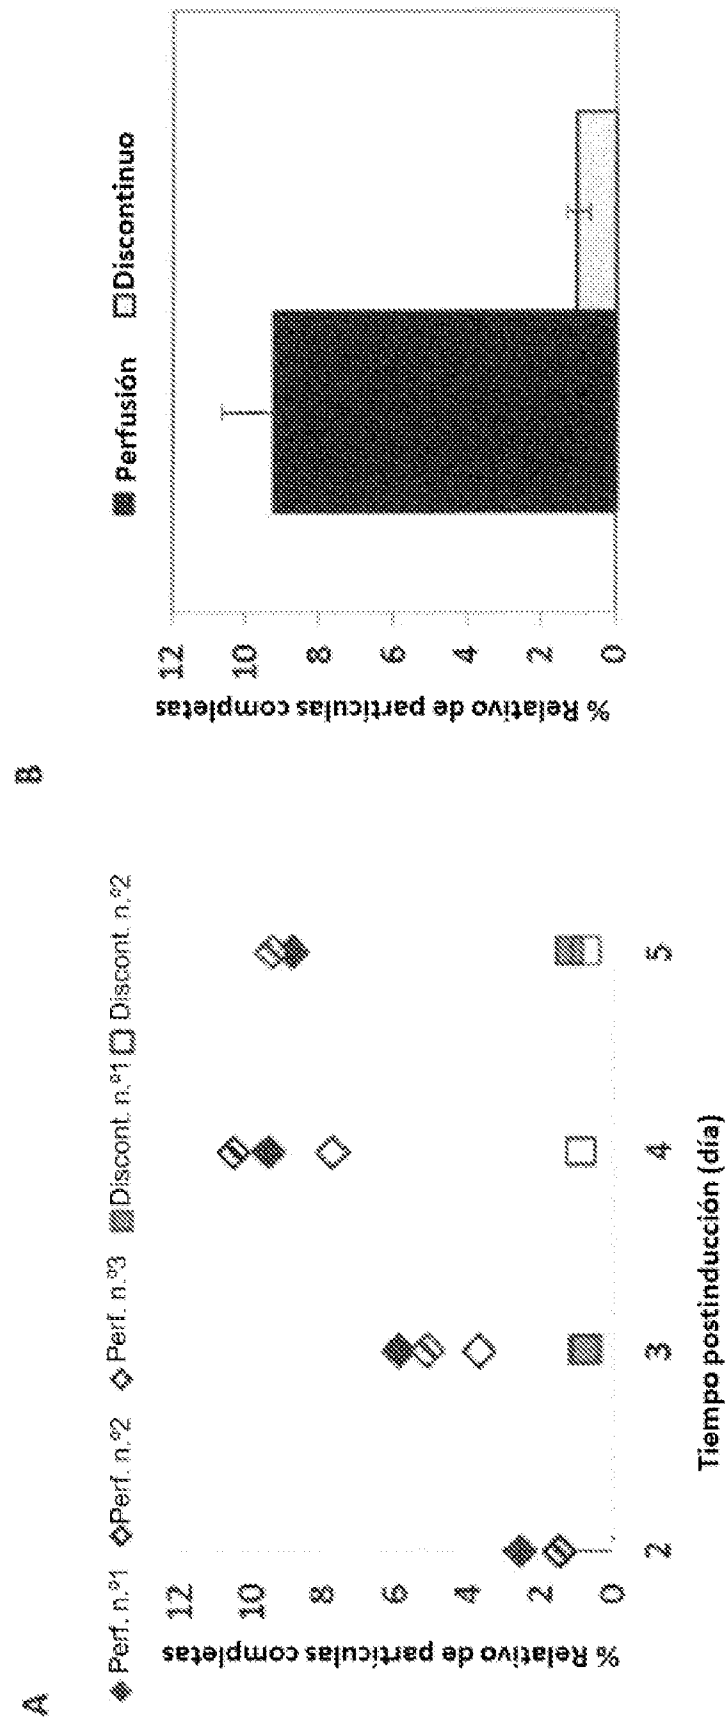 A
Perf. n.º1 Perf. n.º2 Perf. n.º3 Discont. n.º1 Discont. n.º2
% Relativo de partículas completas
12
10
8
6
4
2
0
2 3 4 5
Tiempo postinducción (día)
B
Perfusión Discontinuo
% Relativo de partículas completas
12
10
8
6
4
2
0